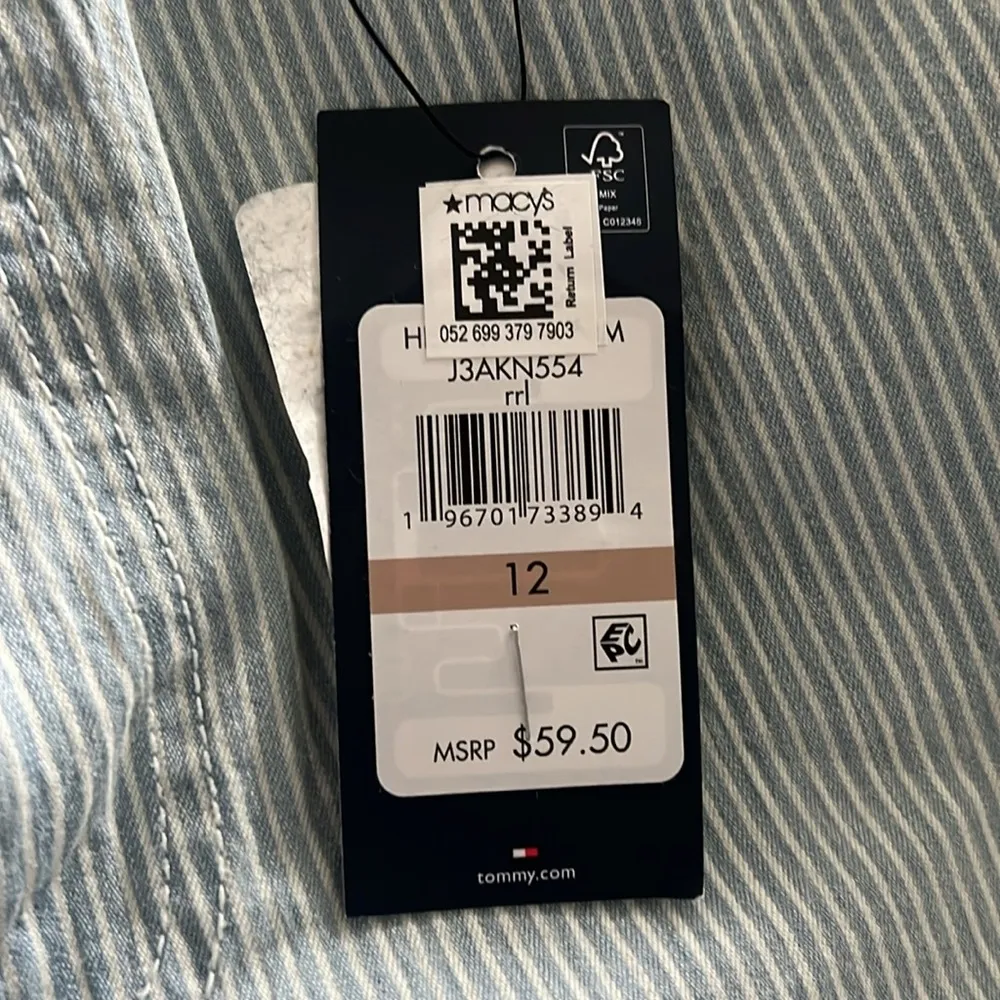 FSC
MIX
Paper
C012345
★macy's
Return Label
052 699 379 7903
J3AKN554
rrl
1 96701 73389 4
12
EPC
MSRP $59.50
tommy.com